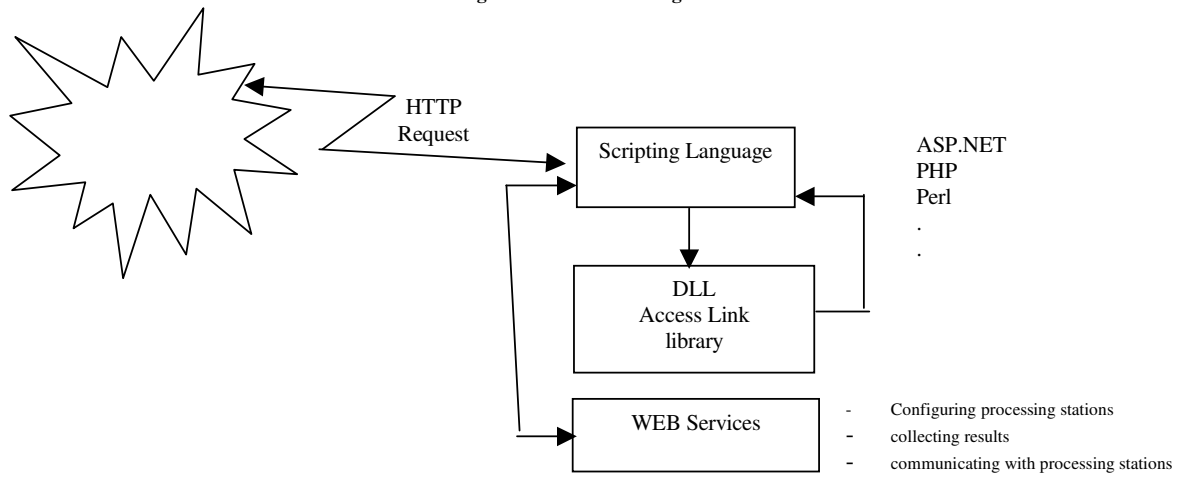 HTTP
Request
Scripting Language
ASP.NET
PHP
Perl
.
.
DLL
Access Link
library
WEB Services
- Configuring processing stations
- collecting results
- communicating with processing stations